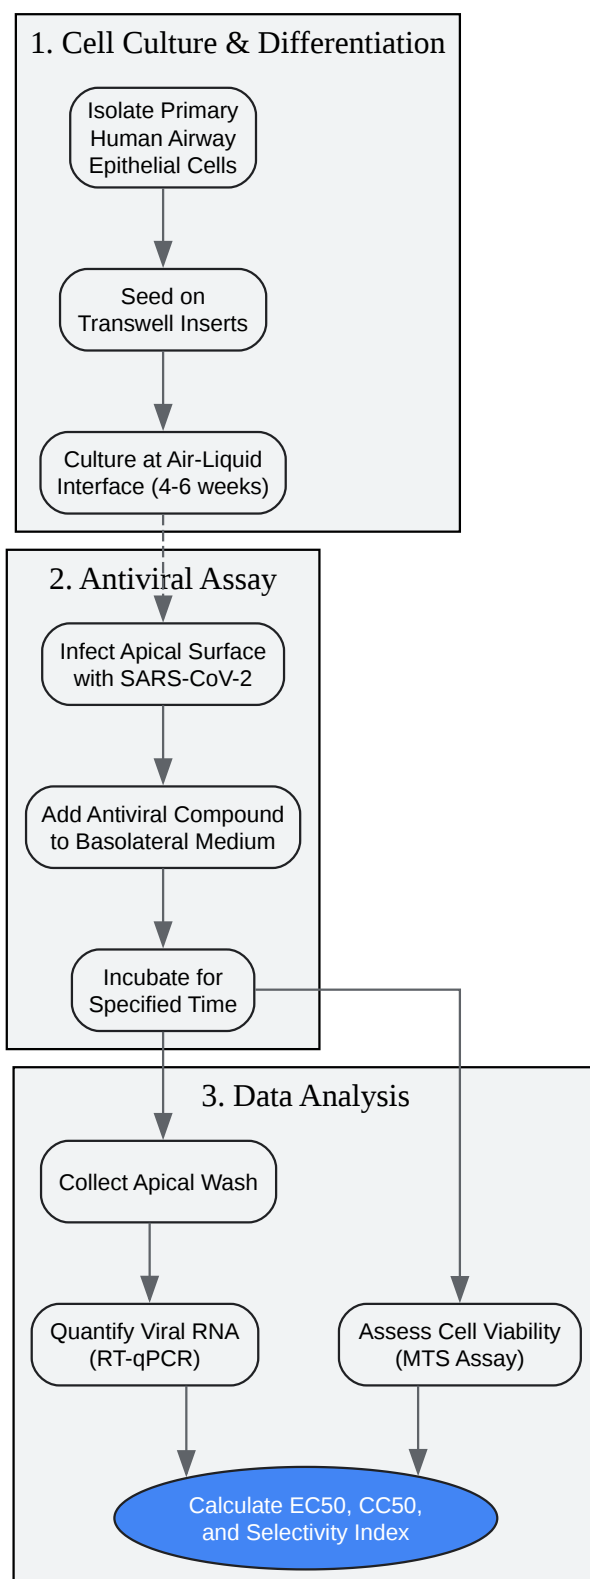 1. Cell Culture & Differentiation
Isolate Primary
Human Airway
Epithelial Cells
Seed on
Transwell Inserts
Culture at Air-Liquid
Interface (4-6 weeks)
2. Antiviral Assay
Infect Apical Surface
with SARS-CoV-2
Add Antiviral Compound
to Basolateral Medium
Incubate for
Specified Time
3. Data Analysis
Collect Apical Wash
Quantify Viral RNA
(RT-qPCR)
Assess Cell Viability
(MTS Assay)
Calculate EC50, CC50,
and Selectivity Index